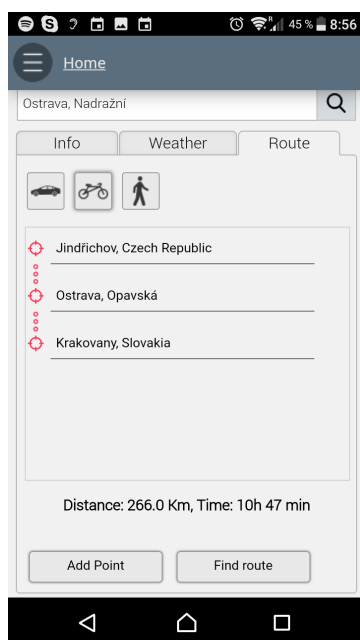 45 % 8:56
Home
Ostrava, Nadražní
Info Weather Route
Jindřichov, Czech Republic
Ostrava, Opavská
Krakovany, Slovakia
Distance: 266.0 Km, Time: 10h 47 min
Add Point Find route